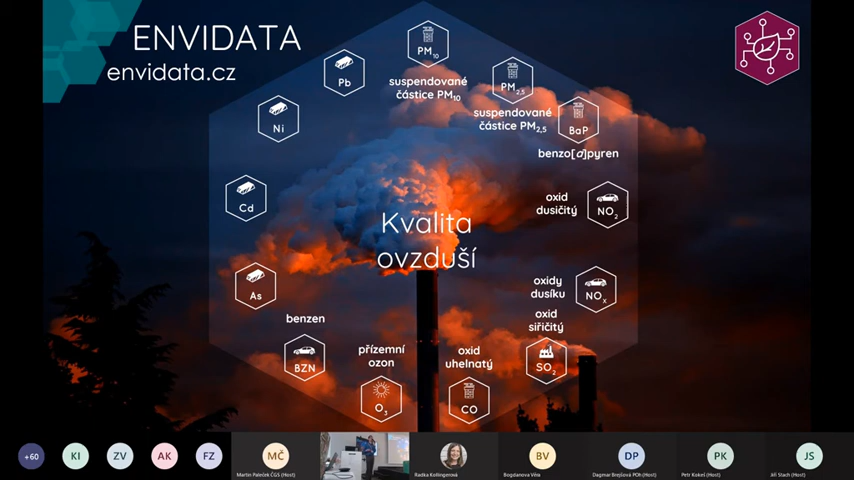 ENVIDATA
envidata.cz
PM10
suspendované
částice PM10
PM2,5
suspendované
částice PM2,5
BaP
benzo[a]pyren
oxid
dusičitý
NO2
oxidy
dusíku
NOx
oxid
siřičitý
SO2
oxid
uhelnatý
CO
přízemní
ozon
O3
benzen
BZN
As
Cd
Ni
Pb
Kvalita
ovzduší
+60
KI
ZV
AK
FZ
MČ
Martin Paleček ČGS (Host)
Radka Kollingerová
BV
Bogdanova Věra
DP
Dagmar Brejšová POh (Host)
PK
Petr Kokeš (Host)
JS
Jiří Stach (Host)